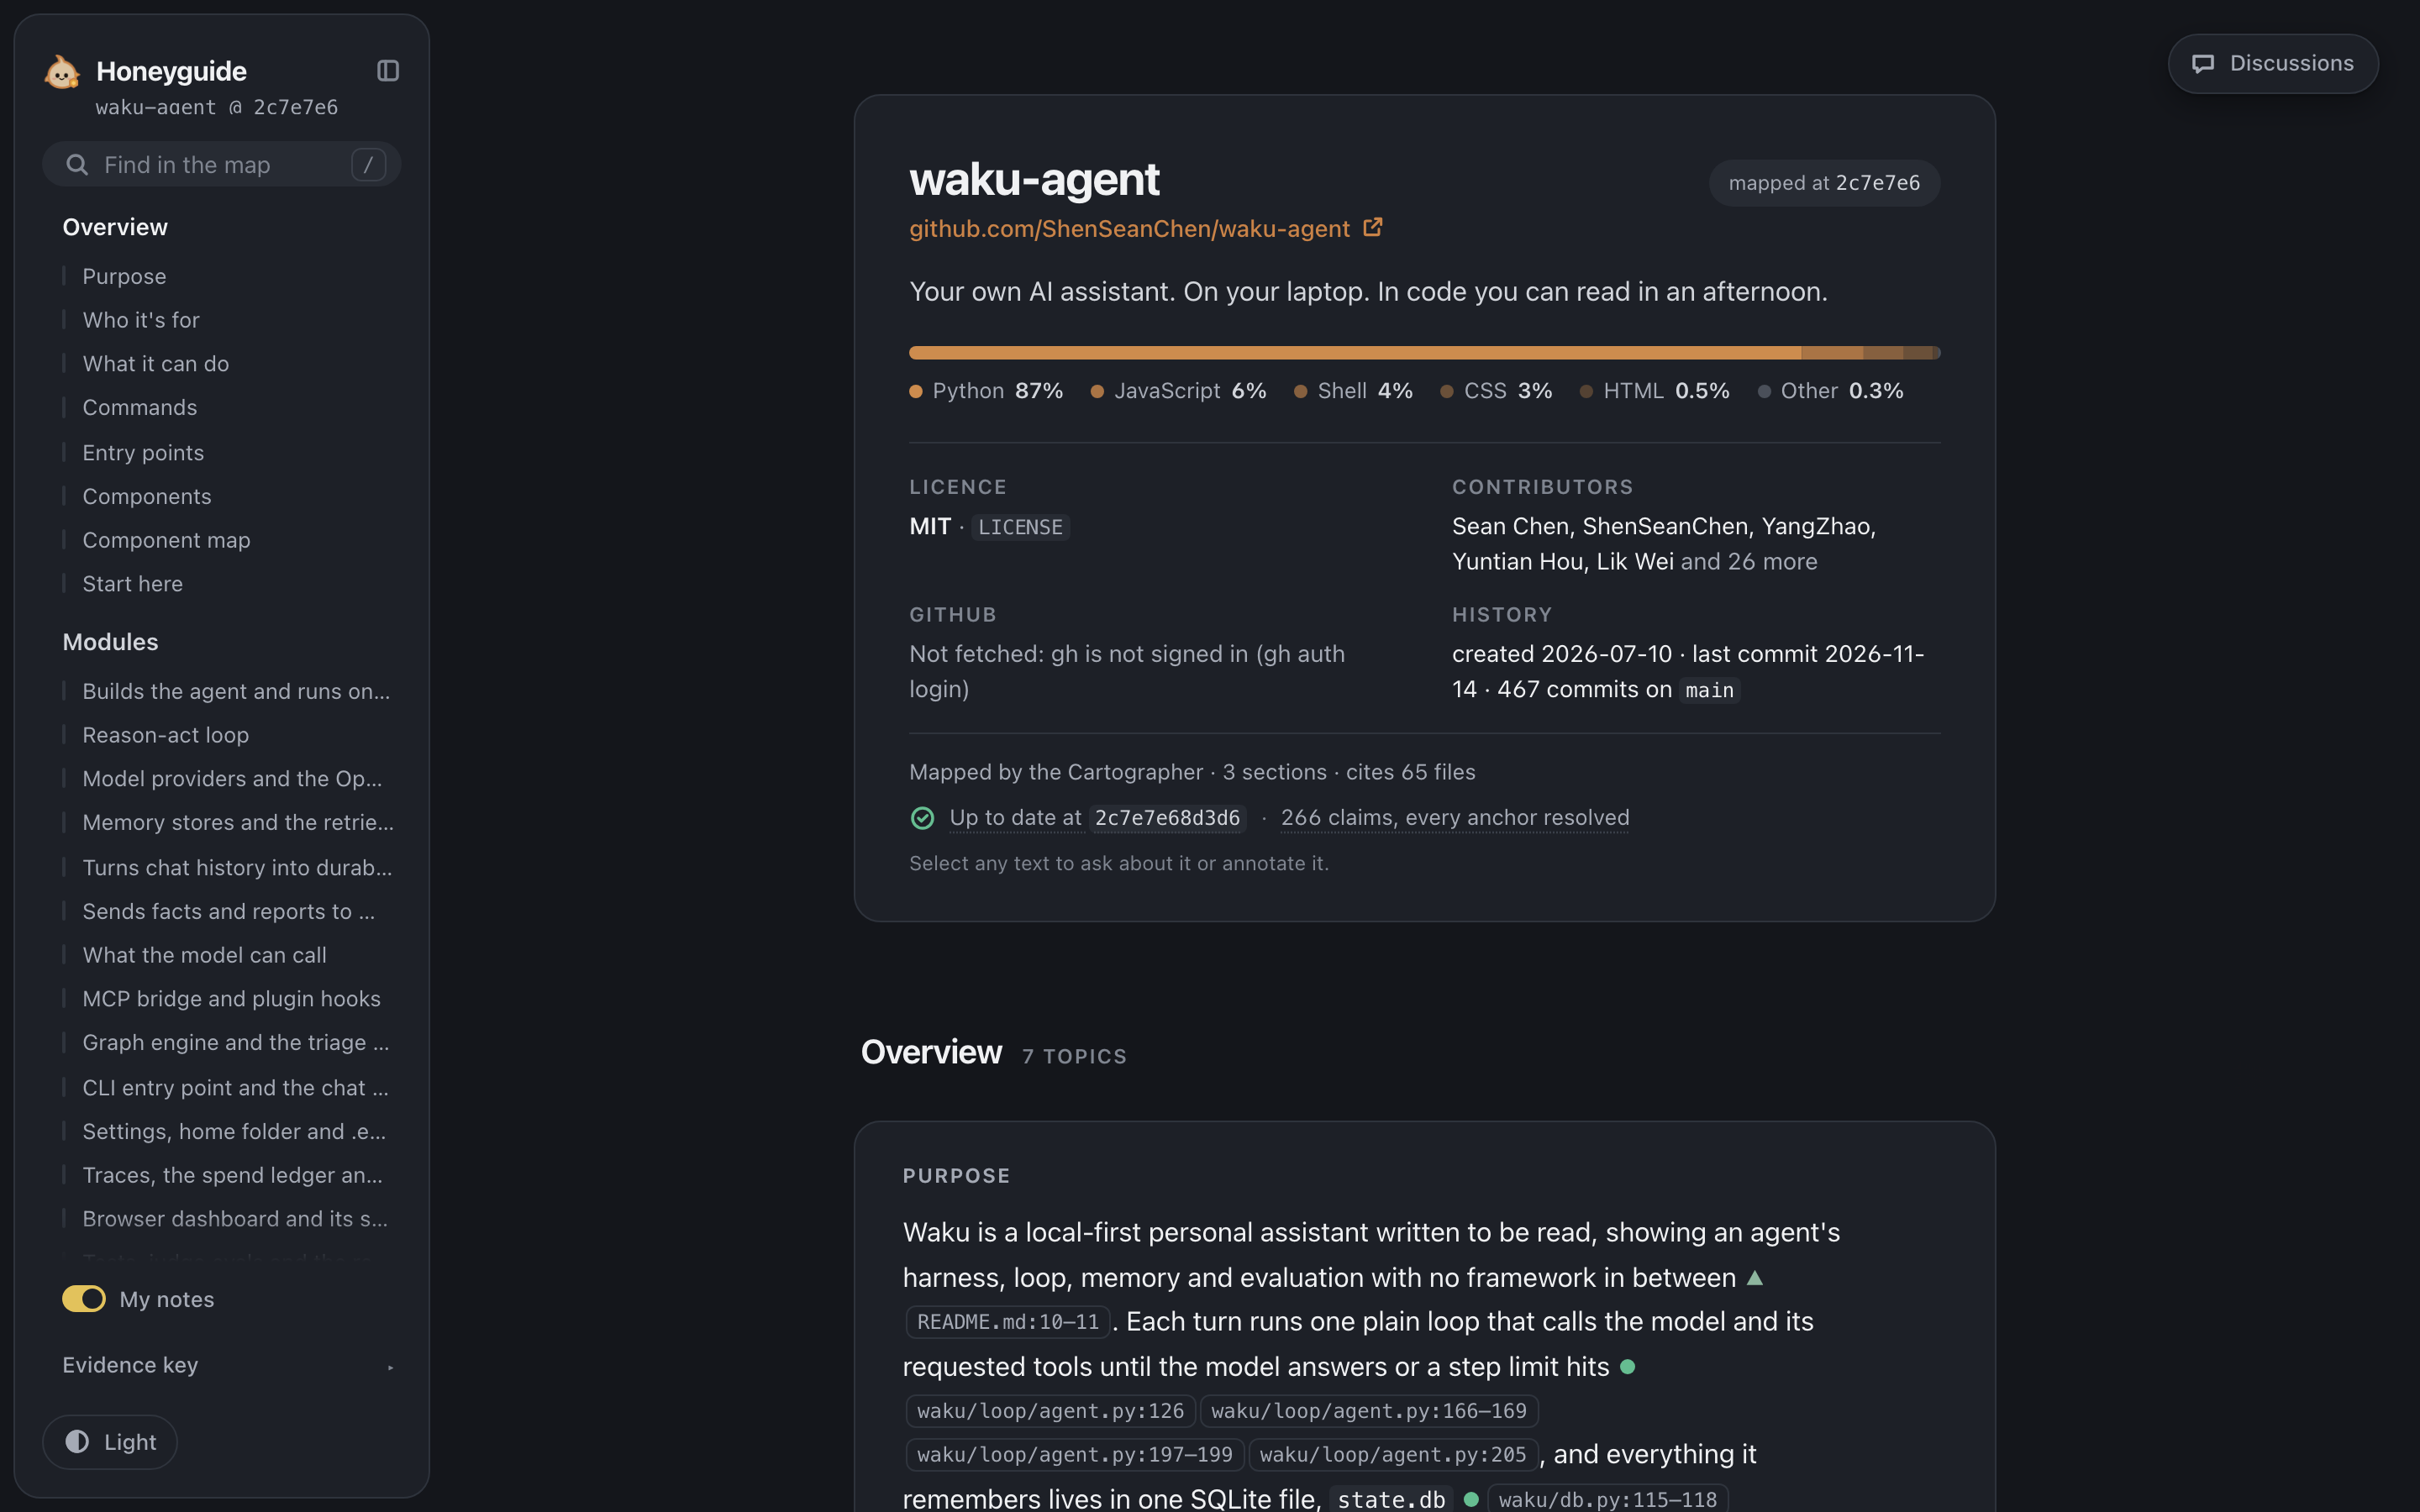 Honeyguide
waku-agent @ 2c7e7e6
Find in the map /
Overview
Purpose
Who it's for
What it can do
Commands
Entry points
Components
Component map
Start here
Modules
Builds the agent and runs on...
Reason-act loop
Model providers and the Op...
Memory stores and the retrie...
Turns chat history into durab...
Sends facts and reports to ...
What the model can call
MCP bridge and plugin hooks
Graph engine and the triage ...
CLI entry point and the chat ...
Settings, home folder and .e...
Traces, the spend ledger an...
Browser dashboard and its s...
My notes
Evidence key
Light
Discussions
waku-agent
mapped at 2c7e7e6
github.com/ShenSeanChen/waku-agent
Your own AI assistant. On your laptop. In code you can read in an afternoon.
Python 87% JavaScript 6% Shell 4% CSS 3% HTML 0.5% Other 0.3%
LICENCE
MIT · LICENSE
CONTRIBUTORS
Sean Chen, ShenSeanChen, YangZhao,
Yuntian Hou, Lik Wei and 26 more
GITHUB
Not fetched: gh is not signed in (gh auth
login)
HISTORY
created 2026-07-10 · last commit 2026-11-
14 · 467 commits on main
Mapped by the Cartographer · 3 sections · cites 65 files
Up to date at 2c7e7e68d3d6 · 266 claims, every anchor resolved
Select any text to ask about it or annotate it.
Overview 7 TOPICS
PURPOSE
Waku is a local-first personal assistant written to be read, showing an agent's
harness, loop, memory and evaluation with no framework in between
README.md:10–11. Each turn runs one plain loop that calls the model and its
requested tools until the model answers or a step limit hits
waku/loop/agent.py:126 waku/loop/agent.py:166–169
waku/loop/agent.py:197–199 waku/loop/agent.py:205, and everything it
remembers lives in one SQLite file, state.db waku/db.py:115–118